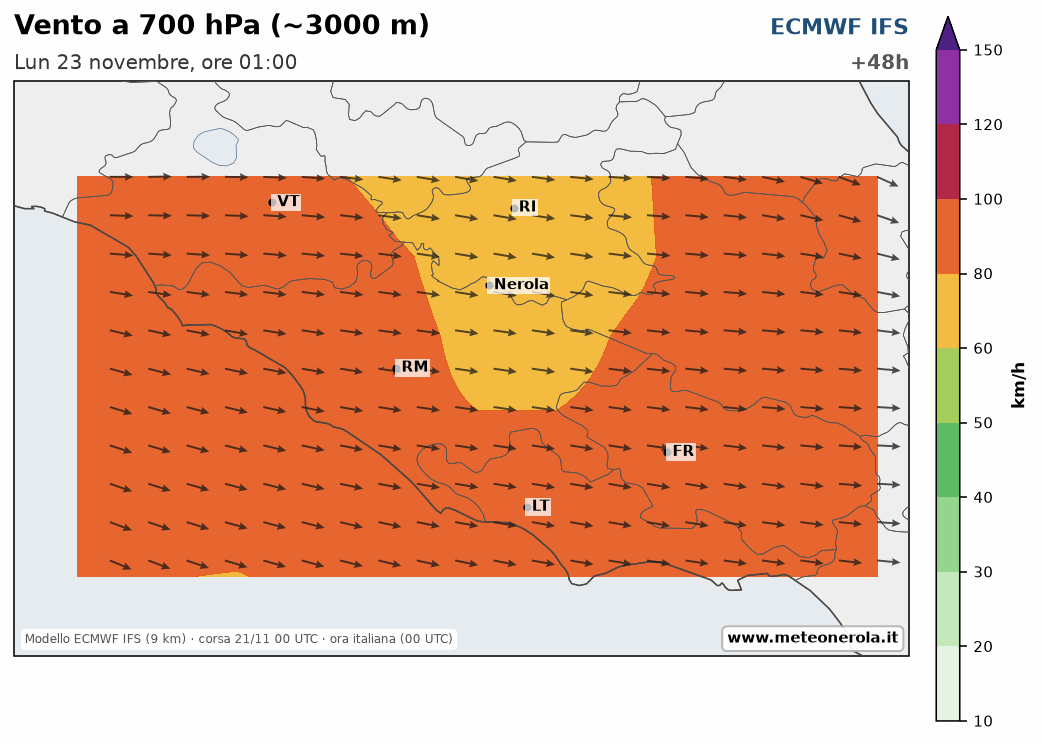 Vento a 700 hPa (~3000 m)
ECMWF IFS
Lun 23 novembre, ore 01:00
+48h
VT
RI
Nerola
RM
FR
LT
150
120
100
80
60
50
40
30
20
10
km/h
Modello ECMWF IFS (9 km) · corsa 21/11 00 UTC · ora italiana (00 UTC)
www.meteonerola.it